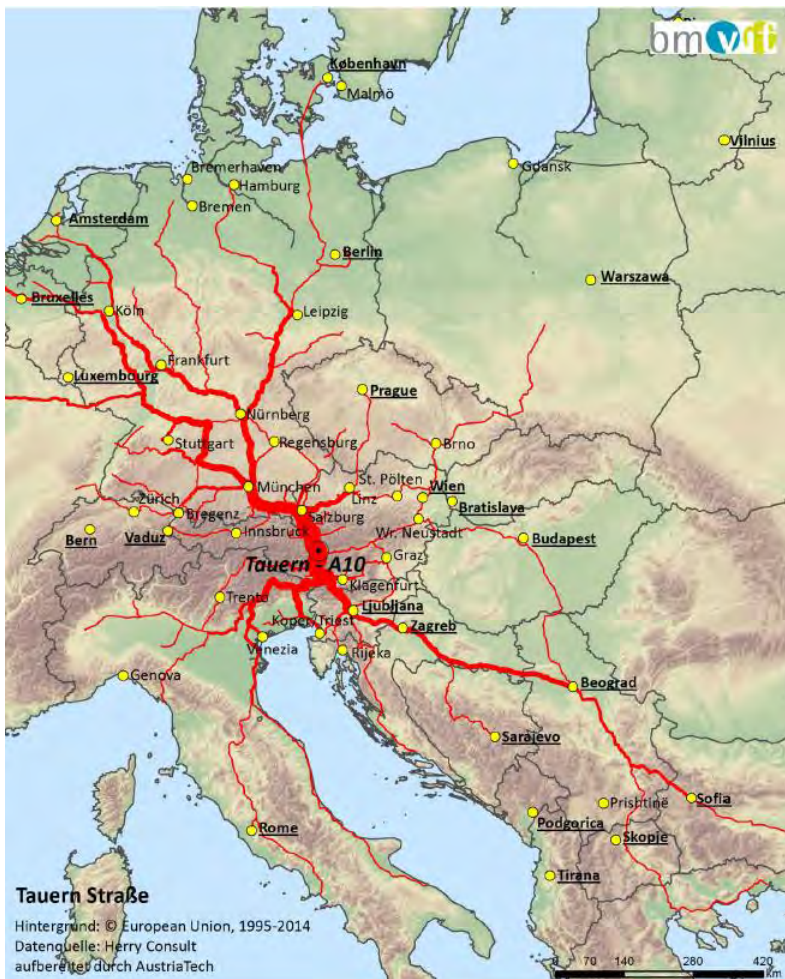 bmvit
København
Malmö
Vilnius
Gdansk
Bremerhaven
Hamburg
Bremen
Amsterdam
Berlin
Warszawa
Bruxelles
Köln
Leipzig
Frankfurt
Luxembourg
Prague
Nürnberg
Stuttgart
Regensburg
Brno
München
St. Pölten
Linz
Wien
Zürich
Bregenz
Salzburg
Bratislava
Bern
Vaduz
Innsbruck
Wr. Neustadt
Budapest
Tauern - A10
Graz
Klagenfurt
Trento
Ljubljana
Koper/Triest
Zagreb
Venezia
Rijeka
Genova
Beograd
Sarajevo
Prishtinë
Sofia
Podgorica
Rome
Skopje
Tirana
Tauern Straße
Hintergrund: © European Union, 1995-2014
Datenquelle: Herry Consult
aufbereitet durch AustriaTech
0 70 140 280 420
km